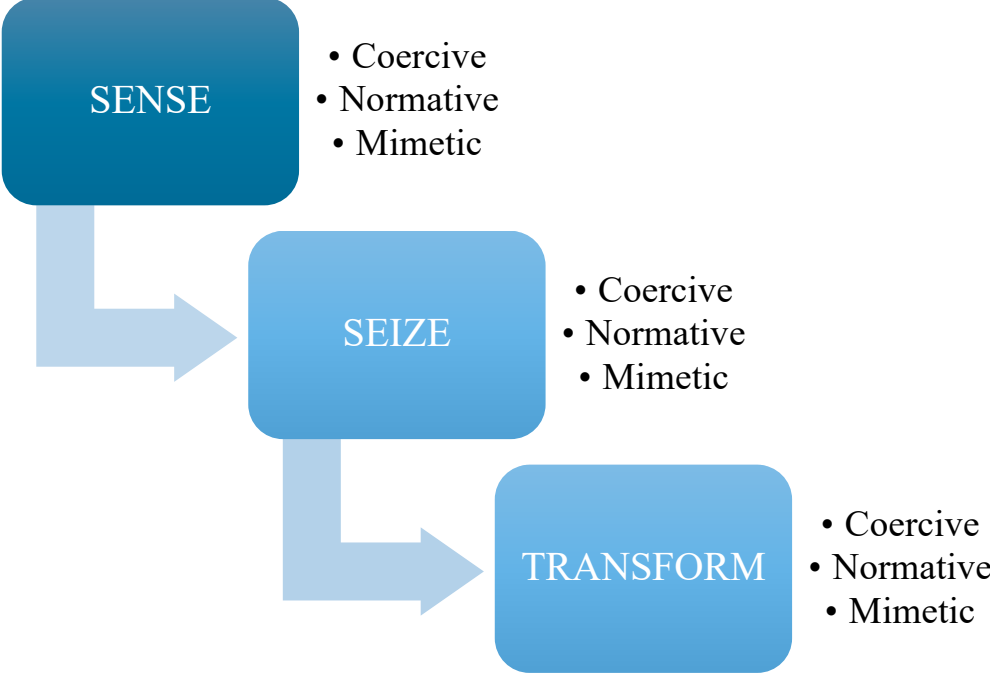 SENSE
• Coercive
• Normative
• Mimetic
SEIZE
• Coercive
• Normative
• Mimetic
TRANSFORM
• Coercive
• Normative
• Mimetic